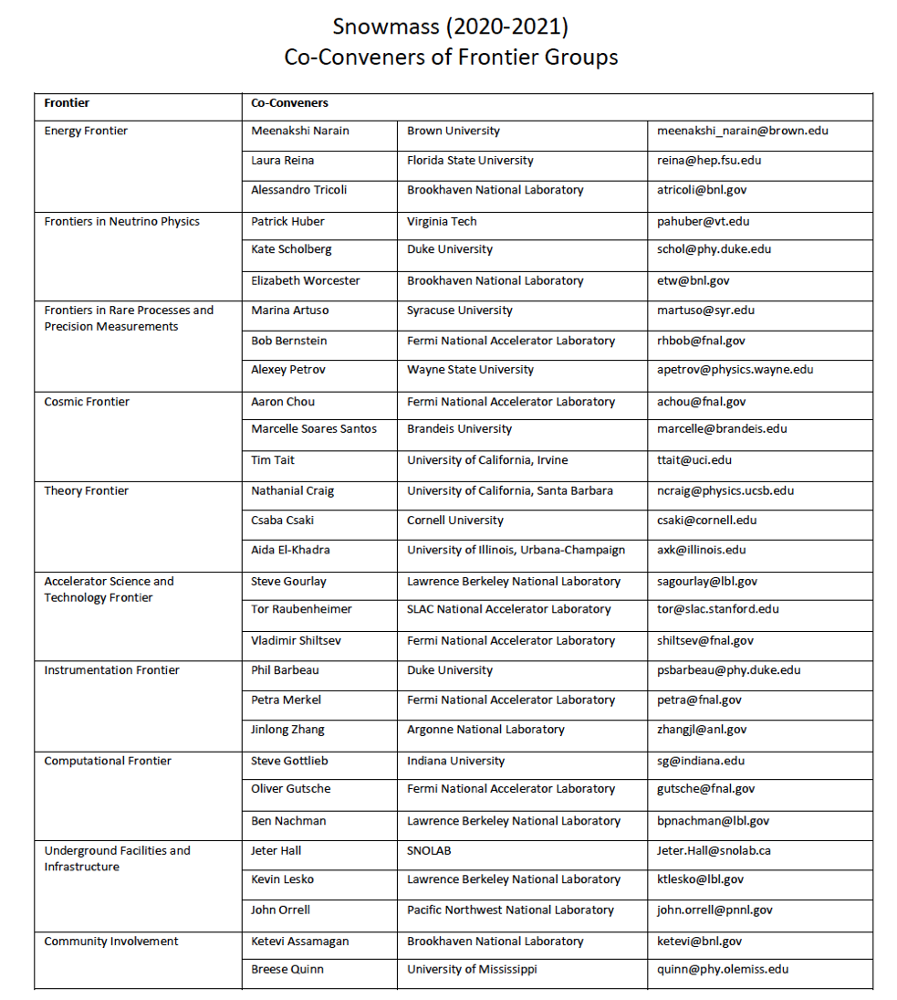 Snowmass (2020-2021)
Co-Conveners of Frontier Groups
Frontier Co-Conveners
Energy Frontier Meenakshi Narain Brown University meenakshi_narain@brown.edu
Laura Reina Florida State University reina@hep.fsu.edu
Alessandro Tricoli Brookhaven National Laboratory atricoli@bnl.gov
Frontiers in Neutrino Physics Patrick Huber Virginia Tech pahuber@vt.edu
Kate Scholberg Duke University schol@phy.duke.edu
Elizabeth Worcester Brookhaven National Laboratory etw@bnl.gov
Frontiers in Rare Processes and Marina Artuso Syracuse University martuso@syr.edu
Precision Measurements
Bob Bernstein Fermi National Accelerator Laboratory rhbob@fnal.gov
Alexey Petrov Wayne State University apetrov@physics.wayne.edu
Cosmic Frontier Aaron Chou Fermi National Accelerator Laboratory achou@fnal.gov
Marcelle Soares Santos Brandeis University marcelle@brandeis.edu
Tim Tait University of California, Irvine ttait@uci.edu
Theory Frontier Nathanial Craig University of California, Santa Barbara ncraig@physics.ucsb.edu
Csaba Csaki Cornell University csaki@cornell.edu
Aida El-Khadra University of Illinois, Urbana-Champaign axk@illinois.edu
Accelerator Science and Steve Gourlay Lawrence Berkeley National Laboratory sagourlay@lbl.gov
Technology Frontier
Tor Raubenheimer SLAC National Accelerator Laboratory tor@slac.stanford.edu
Vladimir Shiltsev Fermi National Accelerator Laboratory shiltsev@fnal.gov
Instrumentation Frontier Phil Barbeau Duke University psbarbeau@phy.duke.edu
Petra Merkel Fermi National Accelerator Laboratory petra@fnal.gov
Jinlong Zhang Argonne National Laboratory zhangjl@anl.gov
Computational Frontier Steve Gottlieb Indiana University sg@indiana.edu
Oliver Gutsche Fermi National Accelerator Laboratory gutsche@fnal.gov
Ben Nachman Lawrence Berkeley National Laboratory bpnachman@lbl.gov
Underground Facilities and Jeter Hall SNOLAB Jeter.Hall@snolab.ca
Infrastructure
Kevin Lesko Lawrence Berkeley National Laboratory ktlesko@lbl.gov
John Orrell Pacific Northwest National Laboratory john.orrell@pnnl.gov
Community Involvement Ketevi Assamagan Brookhaven National Laboratory ketevi@bnl.gov
Breese Quinn University of Mississippi quinn@phy.olemiss.edu